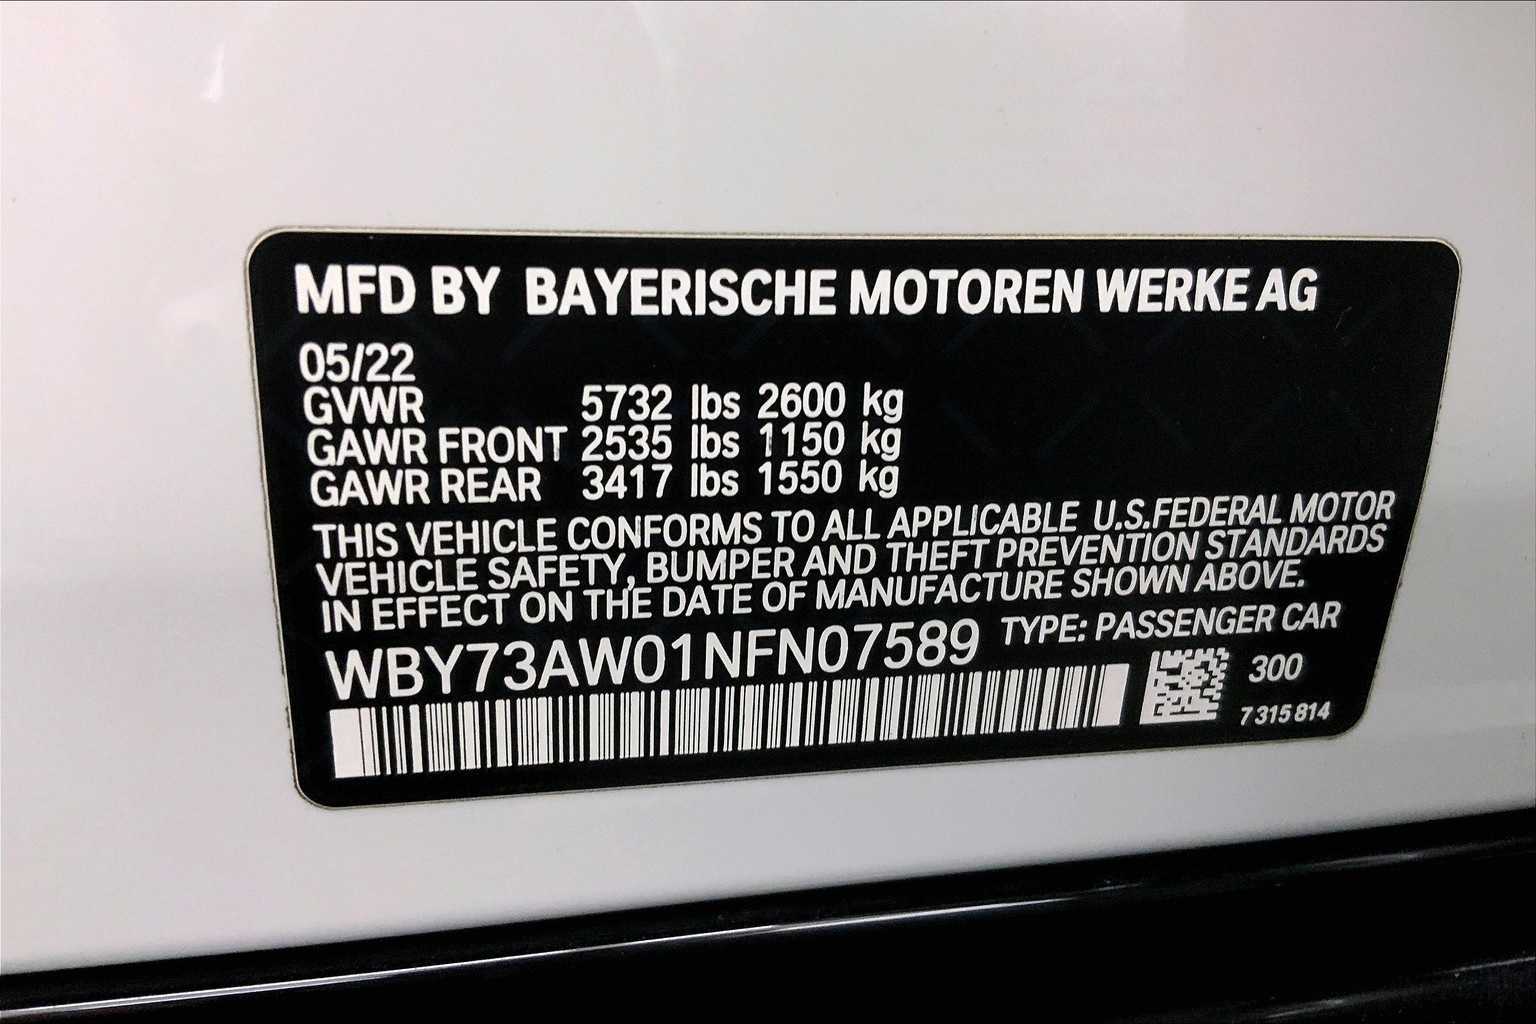 MFD BY BAYERISCHE MOTOREN WERKE AG
05/22
GVWR 5732 lbs 2600 kg
GAWR FRONT 2535 lbs 1150 kg
GAWR REAR 3417 lbs 1550 kg
THIS VEHICLE CONFORMS TO ALL APPLICABLE U.S.FEDERAL MOTOR
VEHICLE SAFETY, BUMPER AND THEFT PREVENTION STANDARDS
IN EFFECT ON THE DATE OF MANUFACTURE SHOWN ABOVE.
WBY73AW01NFN07589 TYPE: PASSENGER CAR
300
7 315 814